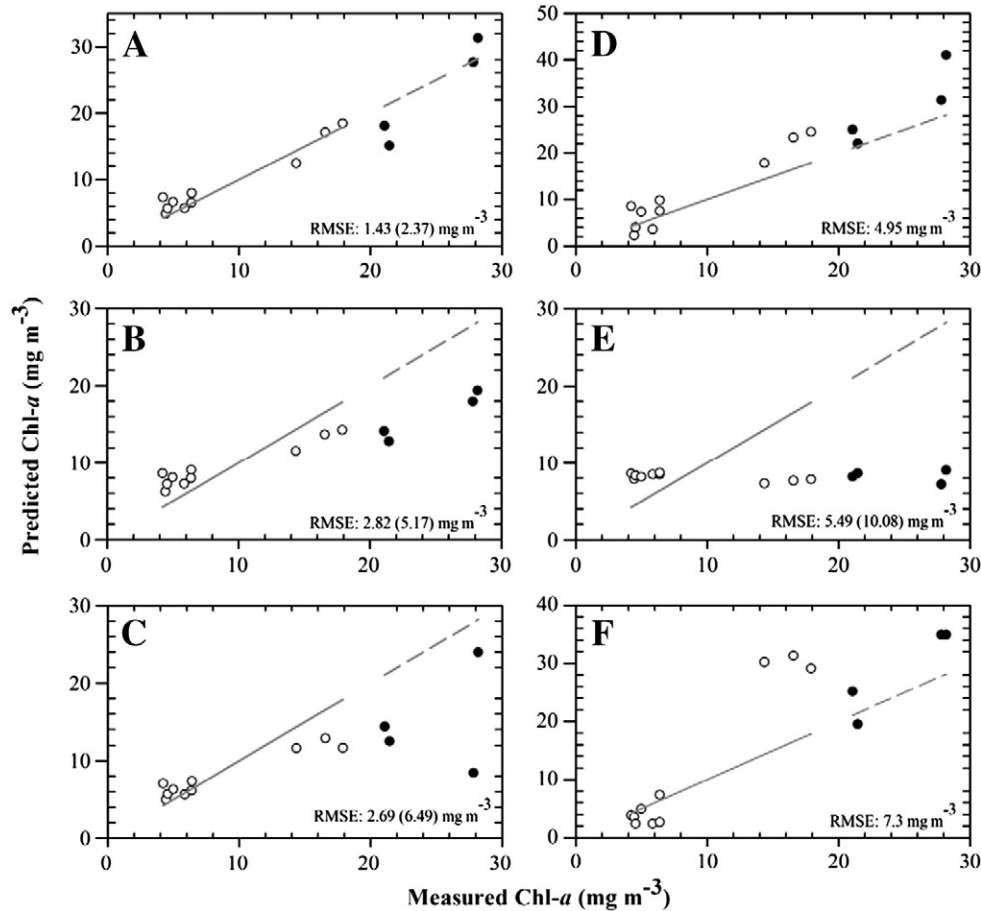 A
30
20
10
0
0 10 20 30
RMSE: 1.43 (2.37) mg m-3
D
50
40
30
20
10
0
0 10 20 30
RMSE: 4.95 mg m-3
B
30
20
10
0
0 10 20 30
RMSE: 2.82 (5.17) mg m-3
E
30
20
10
0
0 10 20 30
RMSE: 5.49 (10.08) mg m-3
C
30
20
10
0
0 10 20 30
RMSE: 2.69 (6.49) mg m-3
F
40
30
20
10
0
0 10 20 30
RMSE: 7.3 mg m-3
Predicted Chl-a (mg m-3)
Measured Chl-a (mg m-3)